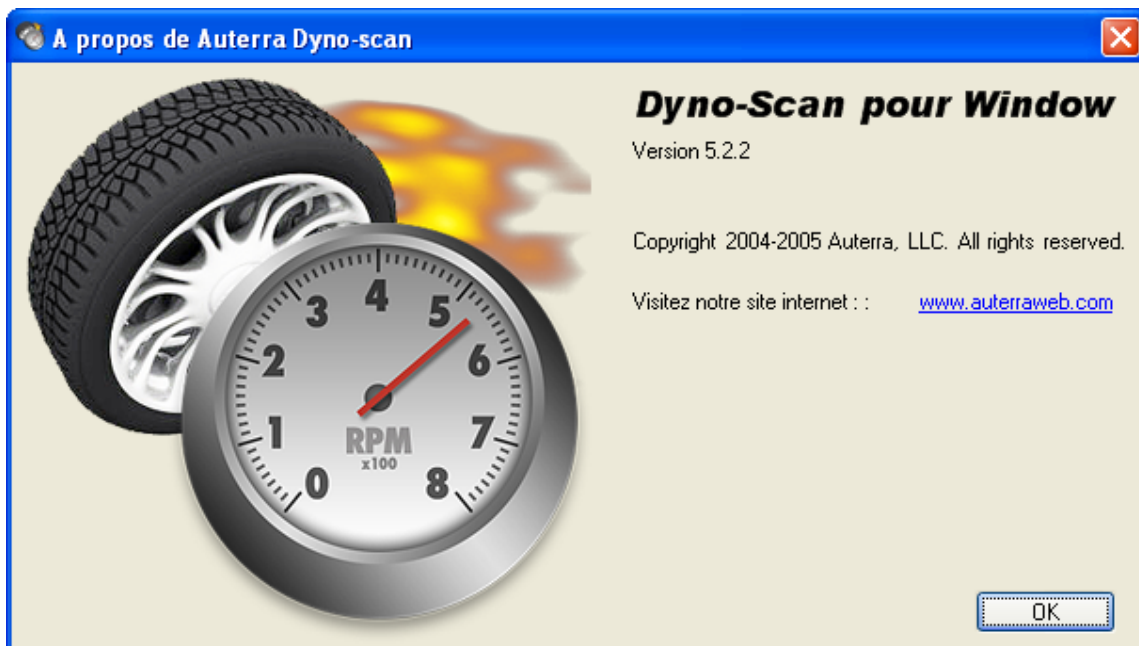 A propos de Auterra Dyno-scan
Dyno-Scan pour Window
Version 5.2.2
Copyright 2004-2005 Auterra, LLC. All rights reserved.
Visitez notre site internet : : www.auterraweb.com
0
1
2
3
4
5
6
7
8
RPM
x100
OK